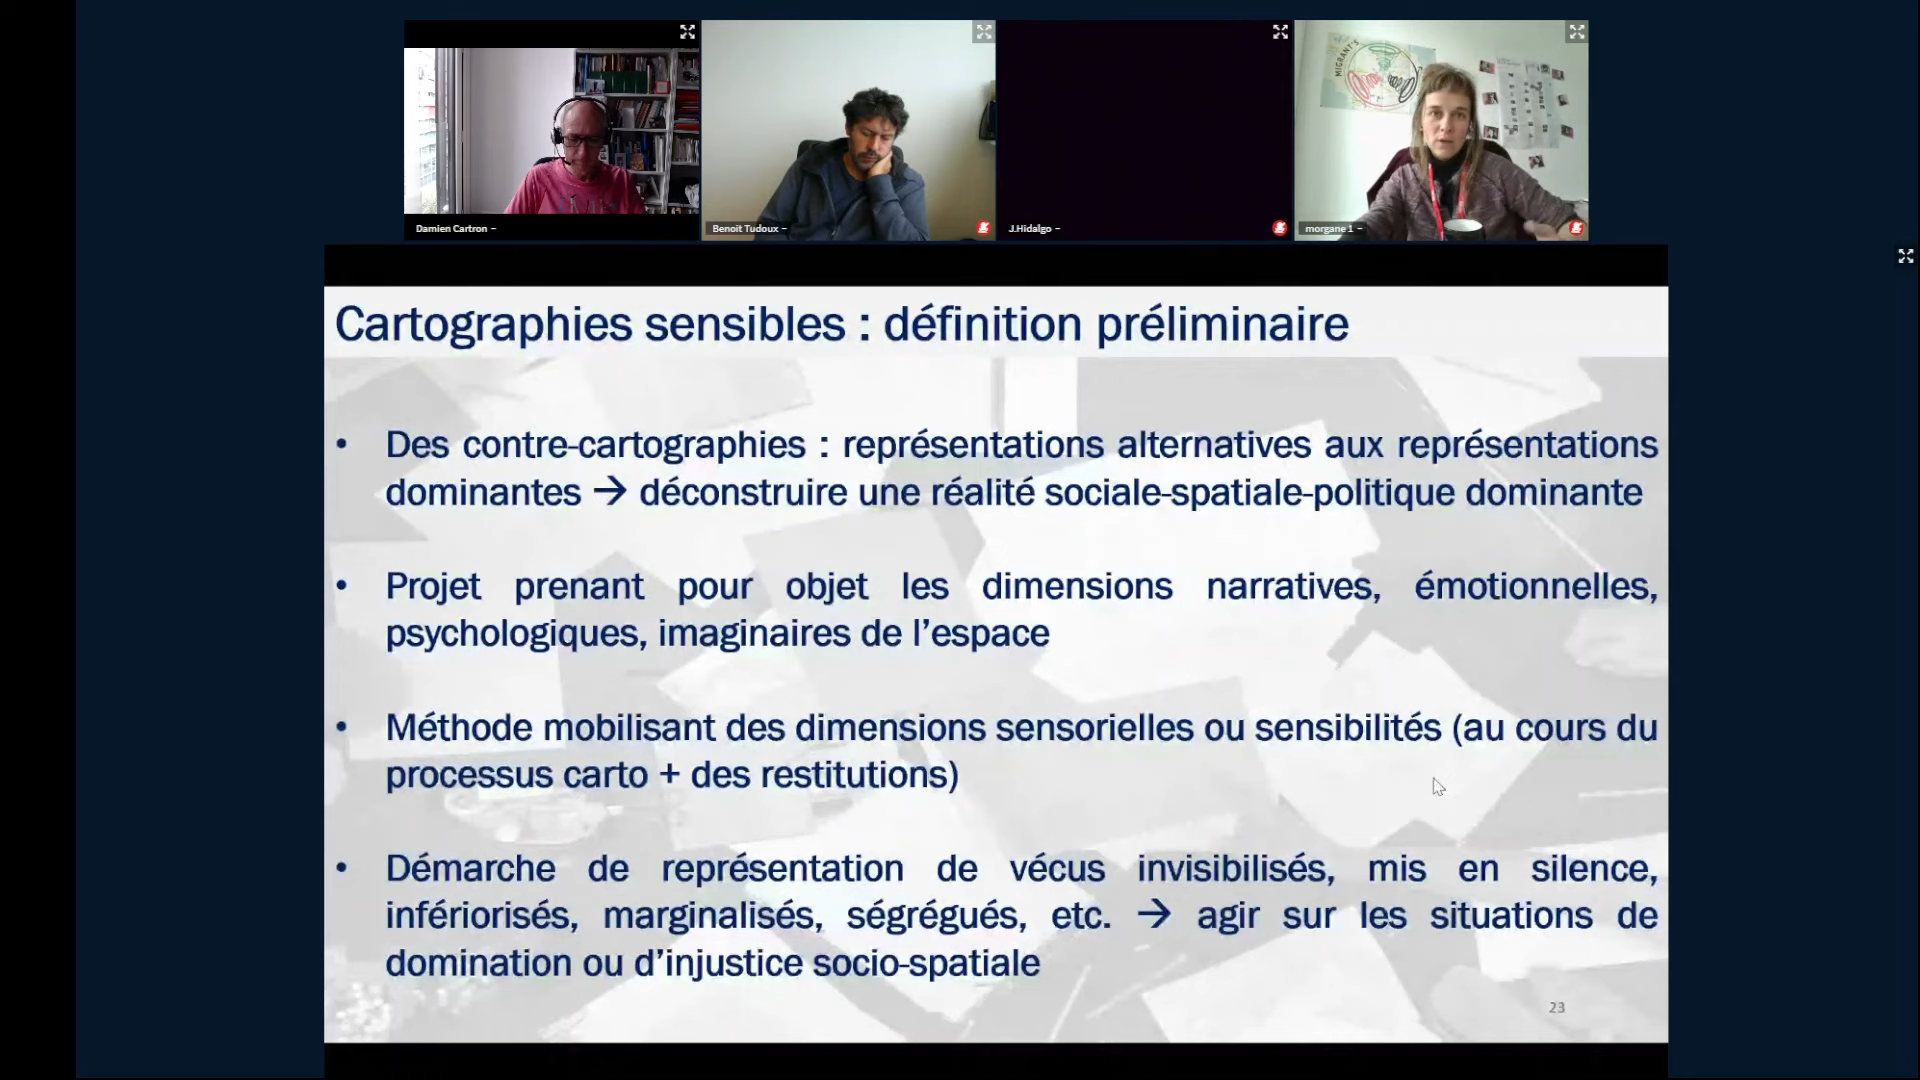 MIGRANT'S
Damien Cartron –
Benoit Tudoux –
J.Hidalgo –
morgane 1 –
Cartographies sensibles : définition préliminaire
• Des contre-cartographies : représentations alternatives aux représentations
dominantes → déconstruire une réalité sociale-spatiale-politique dominante
• Projet prenant pour objet les dimensions narratives, émotionnelles,
psychologiques, imaginaires de l’espace
• Méthode mobilisant des dimensions sensorielles ou sensibilités (au cours du
processus carto + des restitutions)
• Démarche de représentation de vécus invisibilisés, mis en silence,
infériorisés, marginalisés, ségrégués, etc. → agir sur les situations de
domination ou d’injustice socio-spatiale
23